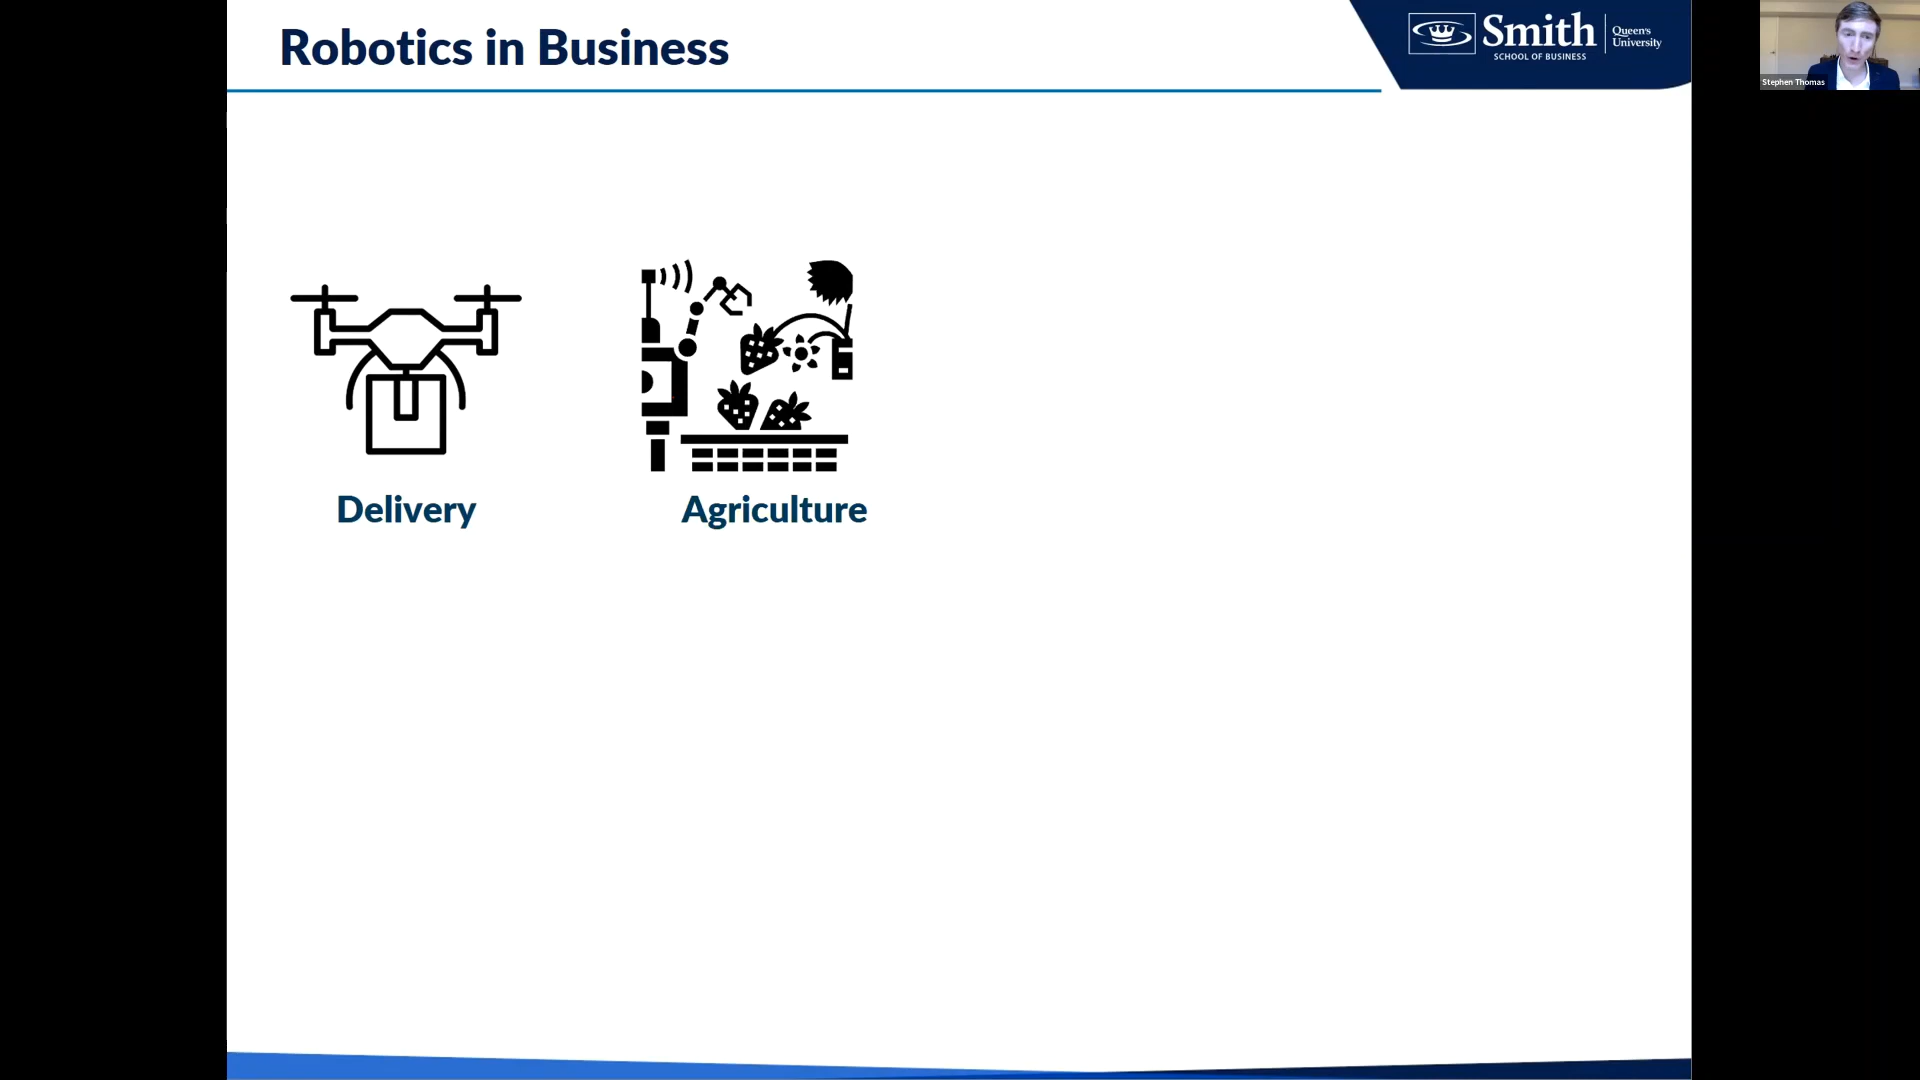 Robotics in Business
Smith
SCHOOL OF BUSINESS
Queen's
University
Stephen Thomas
Delivery
Agriculture